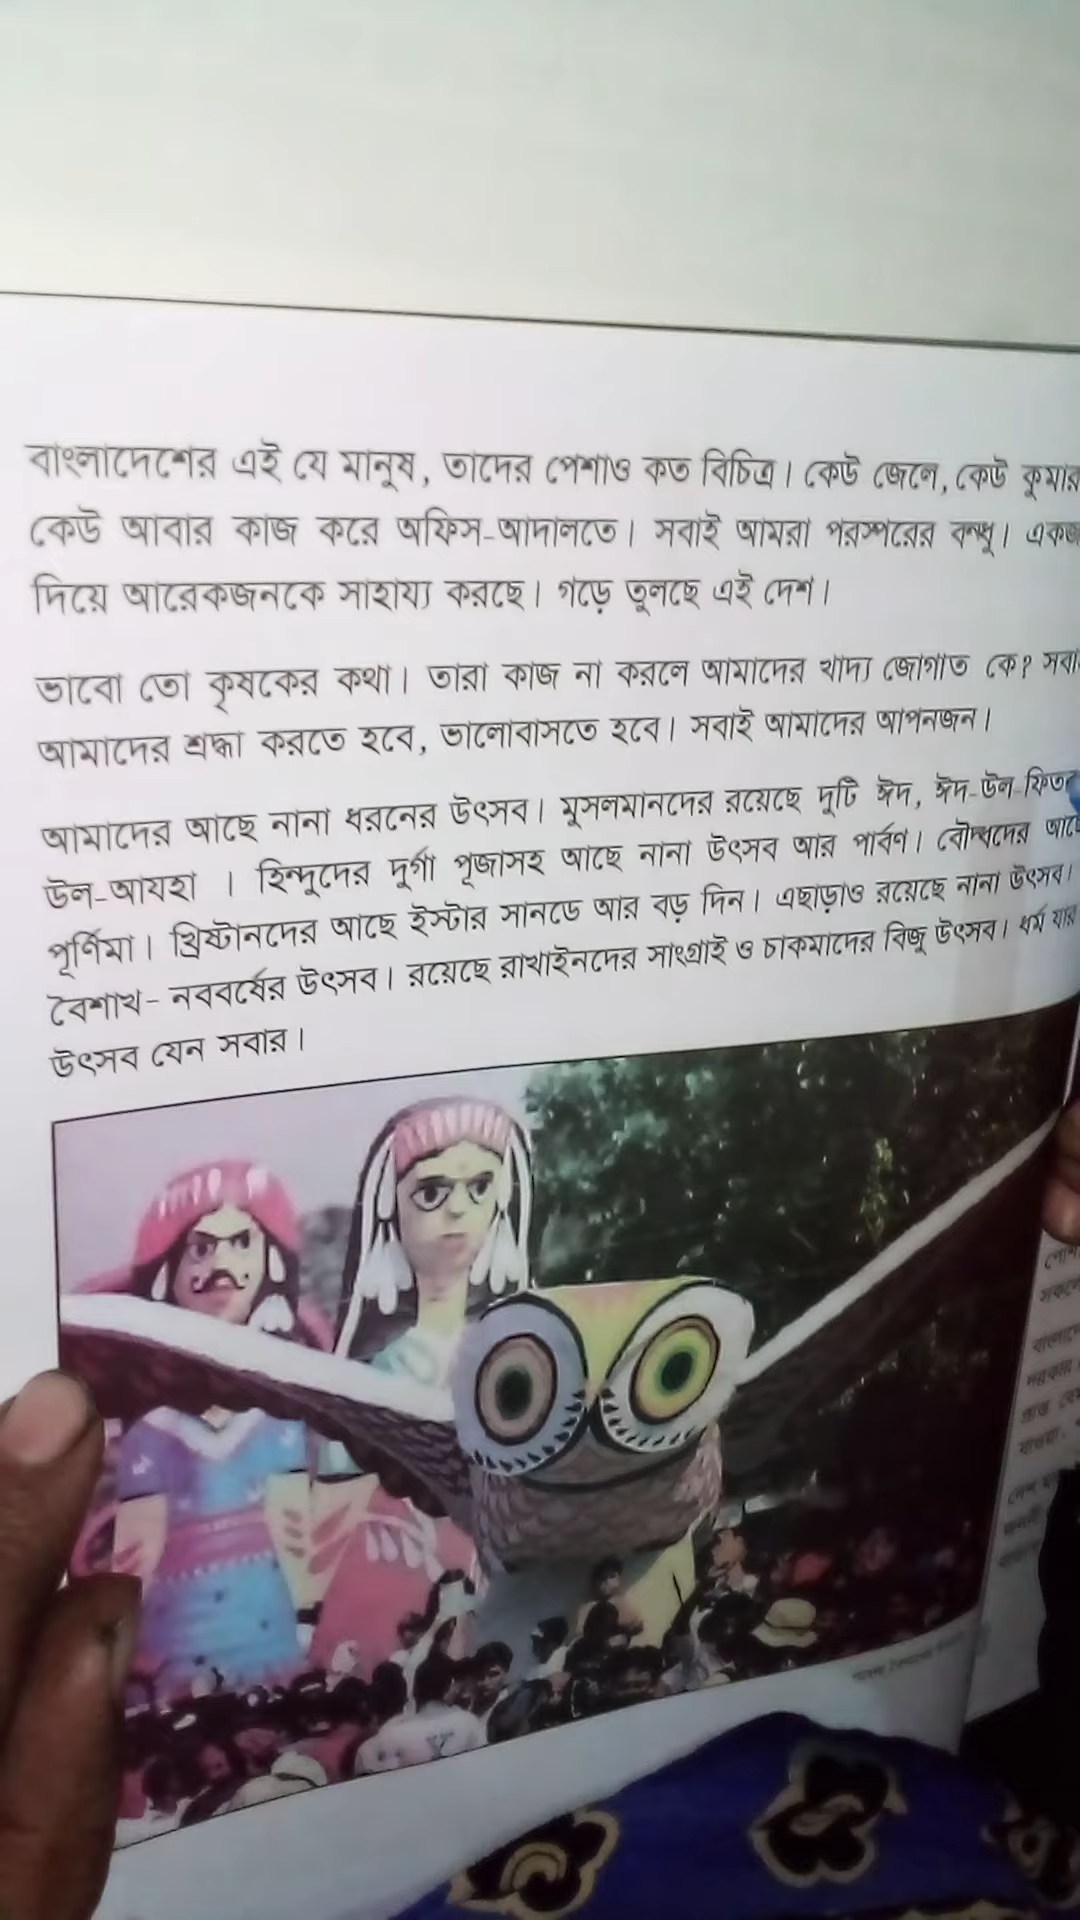 বাংলাদেশের এই যে মানুষ, তাদের পেশাও কত বিচিত্র। কেউ জেলে, কেউ কুমার
কেউ আবার কাজ করে অফিস-আদালতে। সবাই আমরা পরস্পরের বন্ধু।
দিয়ে আরেকজনকে সাহায্য করছে। গড়ে তুলছে এই দেশ।
ভাবো তো কৃষকের কথা। তারা কাজ না করলে আমাদের খাদ্য জোগাত কে?
আমাদের শ্রদ্ধা করতে হবে, ভালোবাসতে হবে। সবাই আমাদের আপনজন।
আমাদের আছে নানা ধরনের উৎসব। মুসলমানদের রয়েছে দুটি ঈদ, ঈদ-উল-ফিতর
উল-আযহা । হিন্দুদের দুর্গা পূজাসহ আছে নানা উৎসব আর পার্বণ। বৌদ্ধদের আছে
পূর্ণিমা। খ্রিষ্টানদের আছে ইস্টার সানডে আর বড় দিন। এছাড়াও রয়েছে নানা উৎসব।
বৈশাখ- নববর্ষের উৎসব। রয়েছে রাখাইনদের সাংগ্রাই ও চাকমাদের বিজু উৎসব। ধর্ম যার
উৎসব যেন সবার।